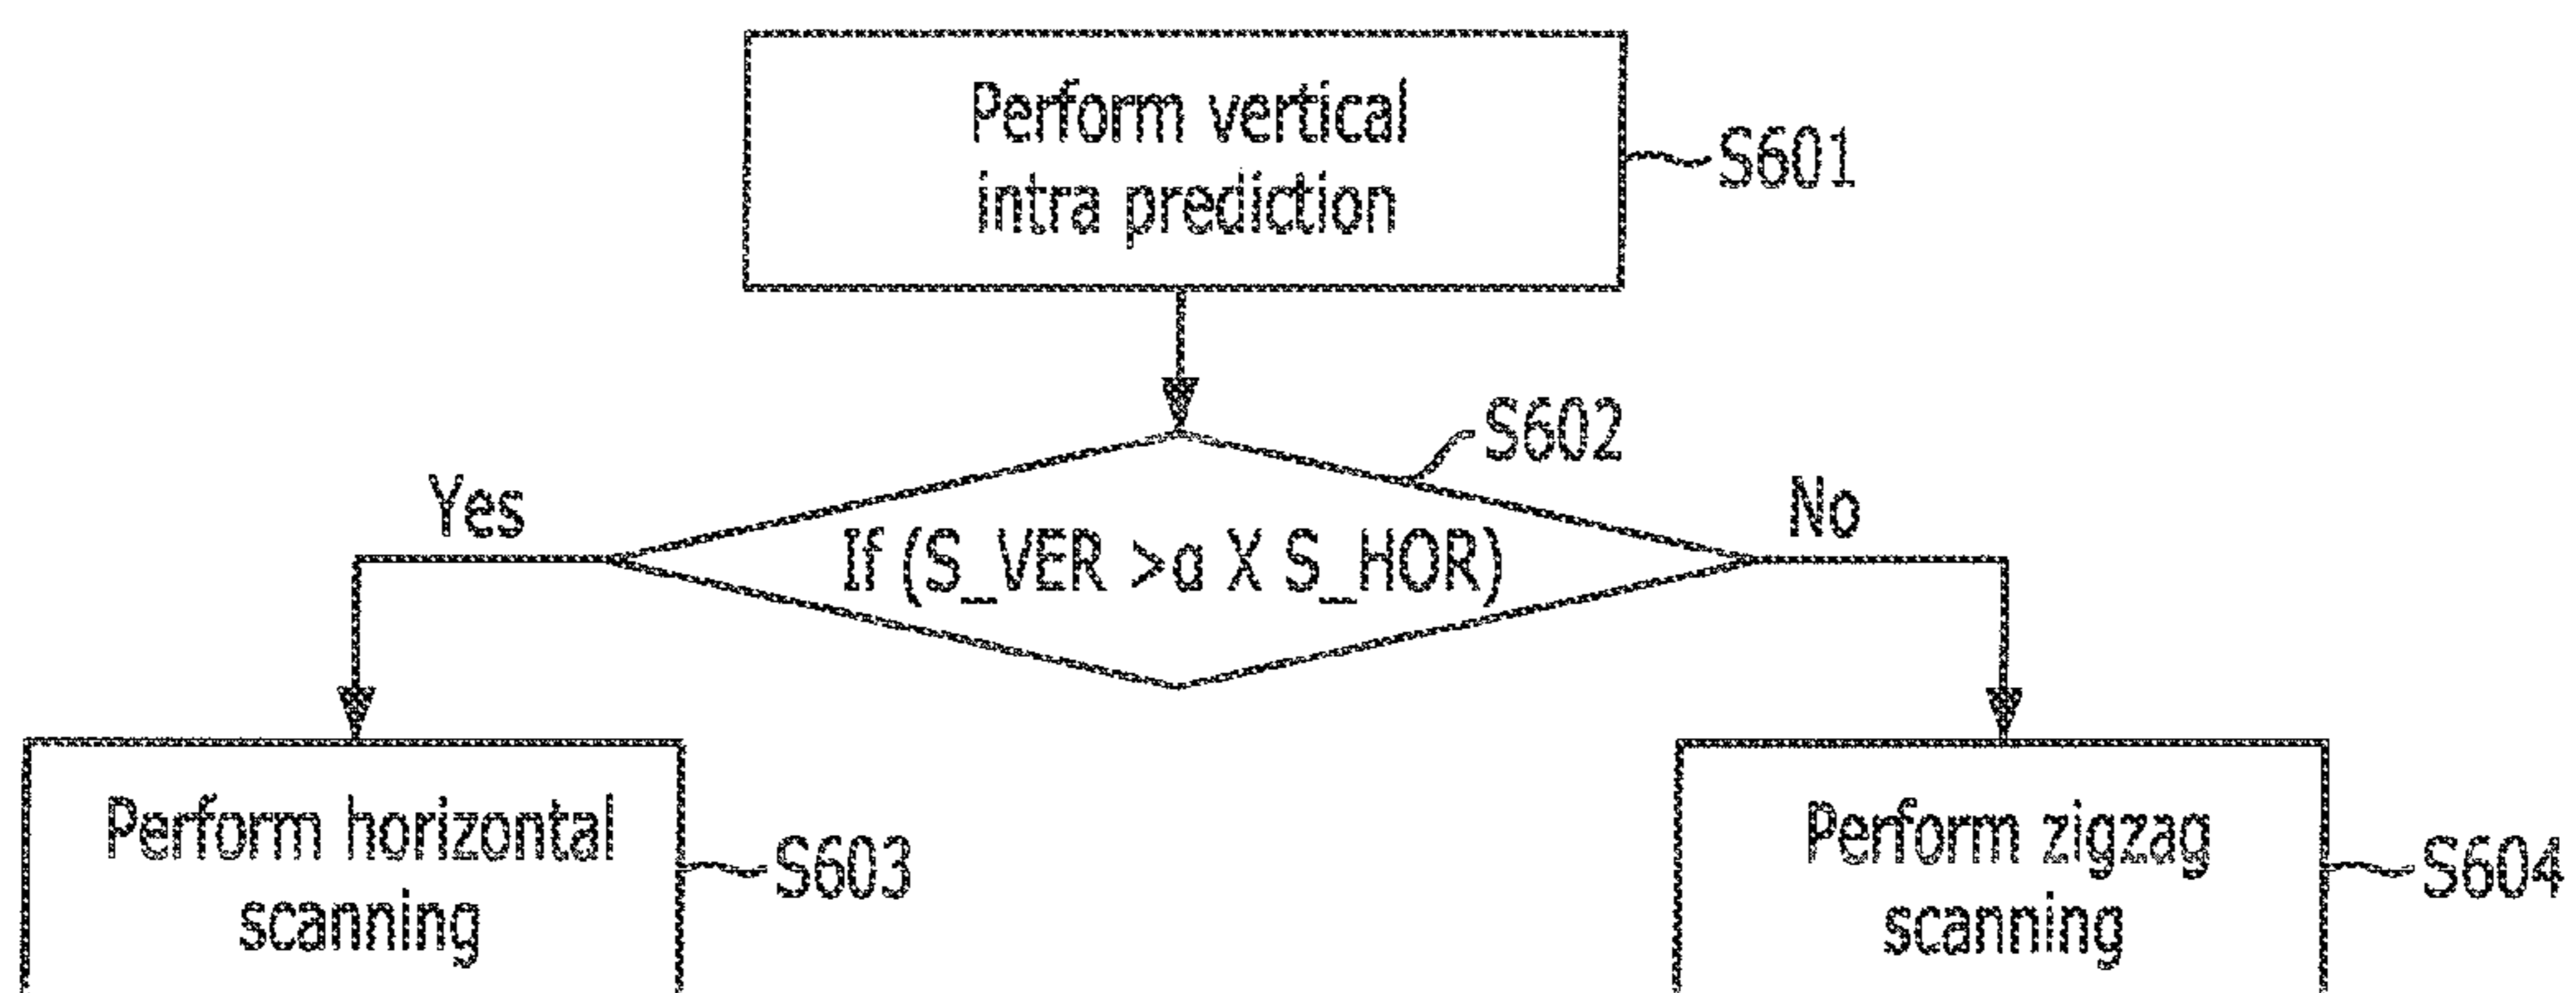 Perform vertical
intra prediction
S601
S602
Yes
No
If (S_VER >α X S_HOR)
Perform horizontal
scanning
S603
Perform zigzag
scanning
S604